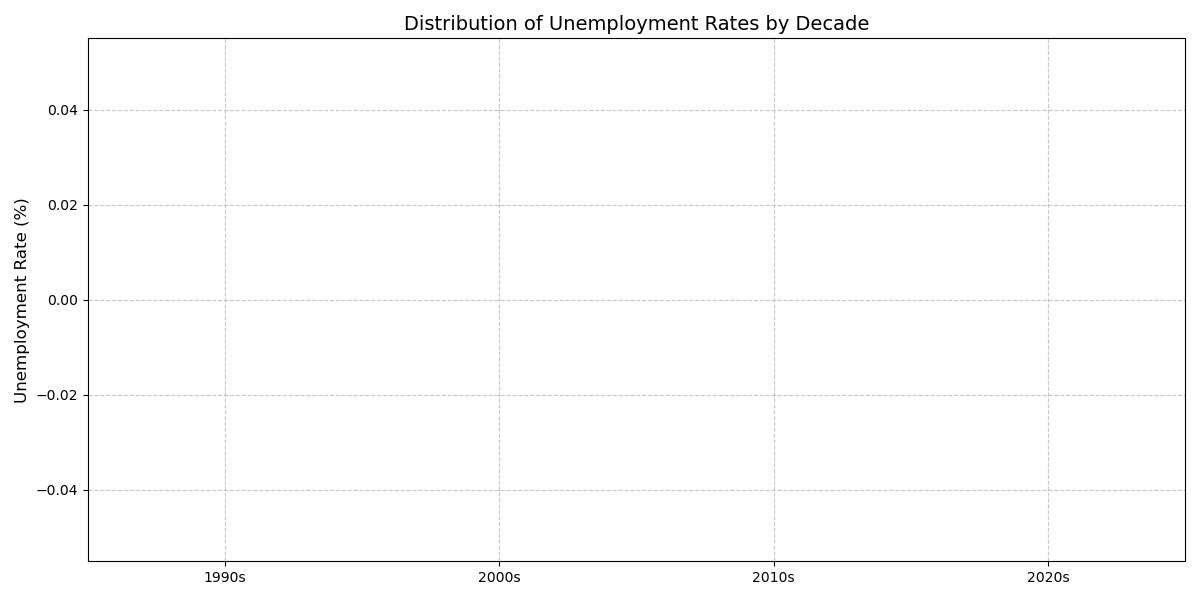 Distribution of Unemployment Rates by Decade
Unemployment Rate (%)
0.04
0.02
0.00
−0.02
−0.04
1990s 2000s 2010s 2020s